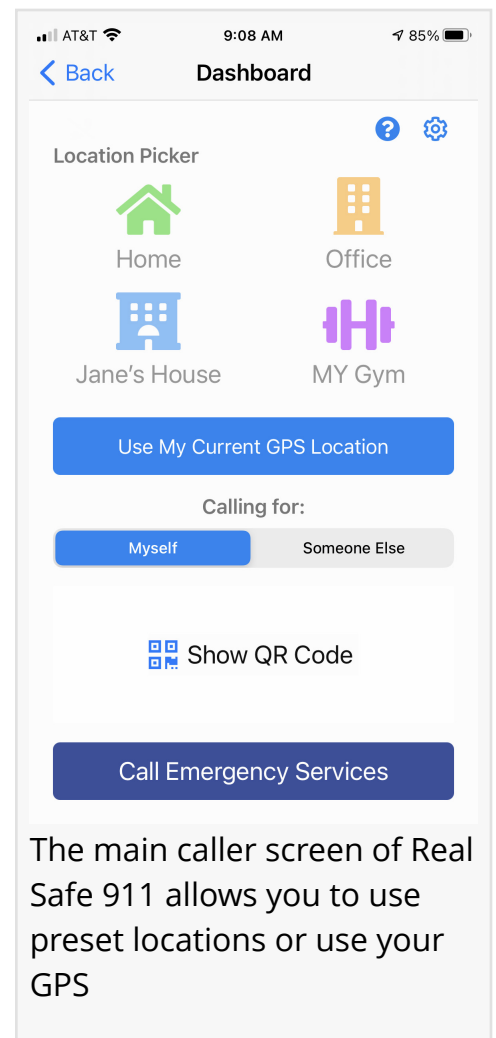 AT&T 9:08 AM 85%
Back Dashboard
?
Location Picker
Home Office
Jane's House MY Gym
Use My Current GPS Location
Calling for:
Myself Someone Else
Show QR Code
Call Emergency Services
The main caller screen of Real
Safe 911 allows you to use
preset locations or use your
GPS